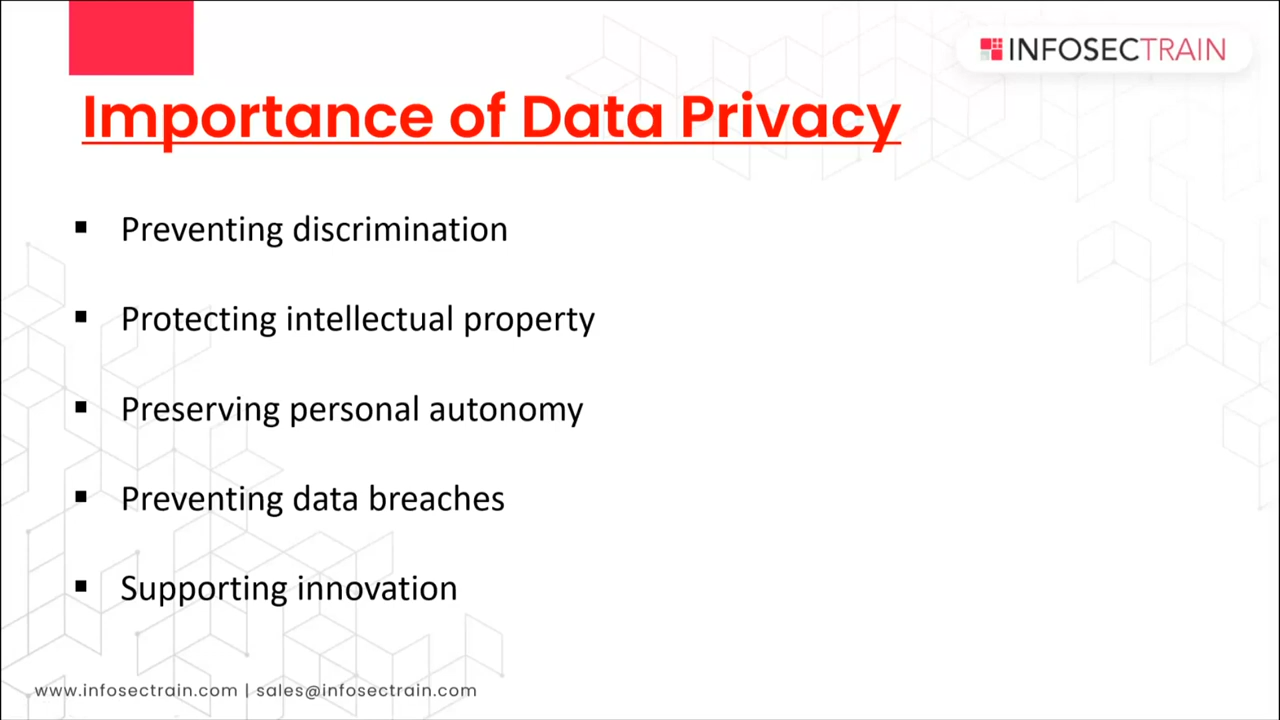 INFOSECTRAIN
Importance of Data Privacy
▪ Preventing discrimination
▪ Protecting intellectual property
▪ Preserving personal autonomy
▪ Preventing data breaches
▪ Supporting innovation
www.infosectrain.com | sales@infosectrain.com